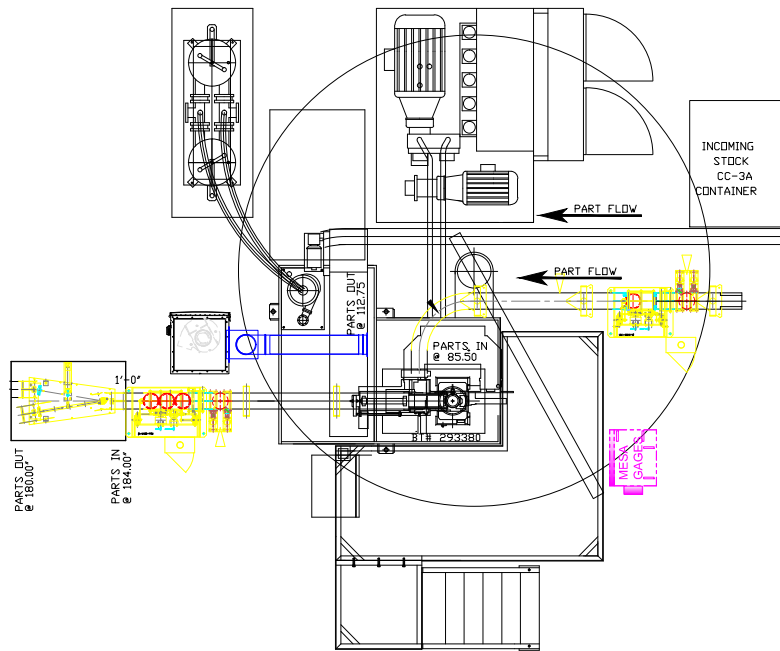 INCOMING
STOCK
CC-3A
CONTAINER
PART FLOW
PART FLOW
PARTS OUT
@ 112.75
PARTS IN
@ 85.50
1'-0"
BT# 293380
PARTS OUT
@ 180.00"
PARTS IN
@ 184.00"
MESA
GAGES